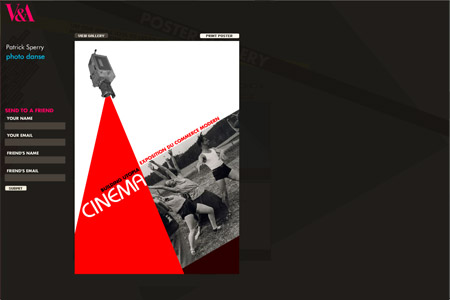 V&A
Patrick Sperry
photo danse
VIEW GALLERY
PRINT POSTER
POSTER GALLERY
EXPOSITION DU COMMERCE MODERN
CINEMA
SEND TO A FRIEND
YOUR NAME
YOUR EMAIL
FRIEND'S NAME
FRIEND'S EMAIL
SUBMIT